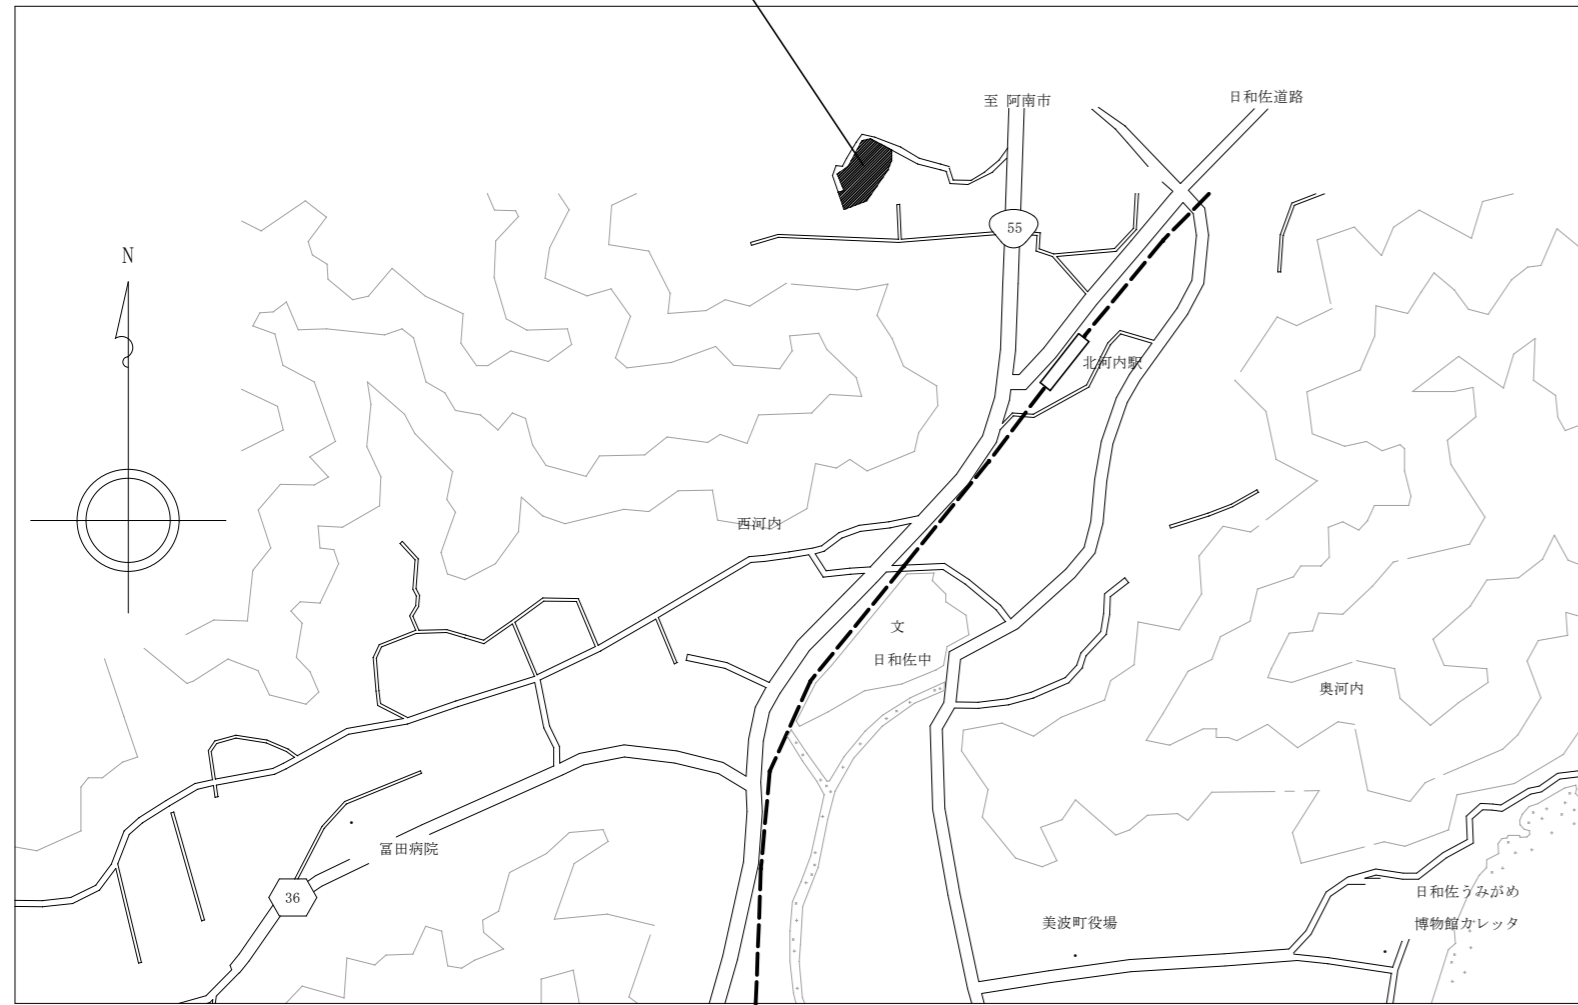 至 阿南市
日和佐道路
55
N
北河内駅
西河内
文
日和佐中
奥河内
冨田病院
36
日和佐うみがめ
博物館カレッタ
美波町役場